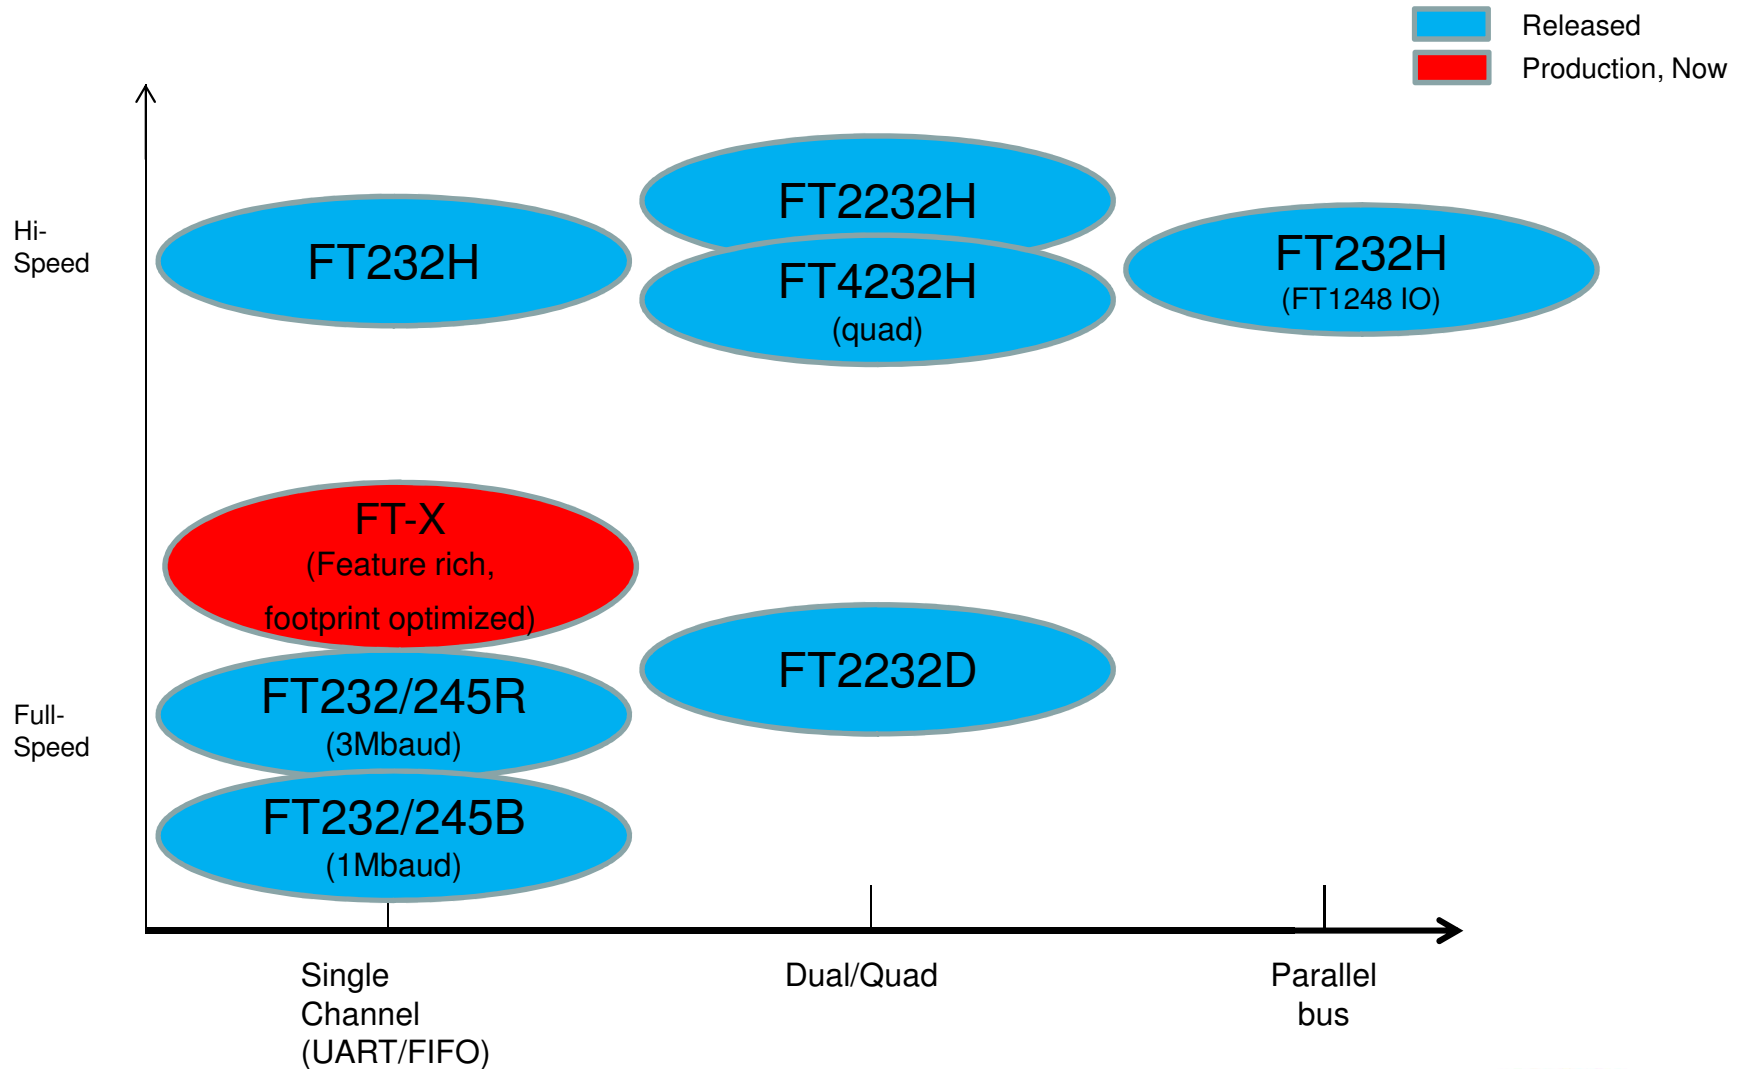 Released
Production, Now
Hi-
Speed
FT232H
FT2232H
FT4232H
(quad)
FT232H
(FT1248 IO)
FT-X
(Feature rich,
footprint optimized)
Full-
Speed
FT232/245R
(3Mbaud)
FT2232D
FT232/245B
(1Mbaud)
Single
Channel
(UART/FIFO)
Dual/Quad
Parallel
bus